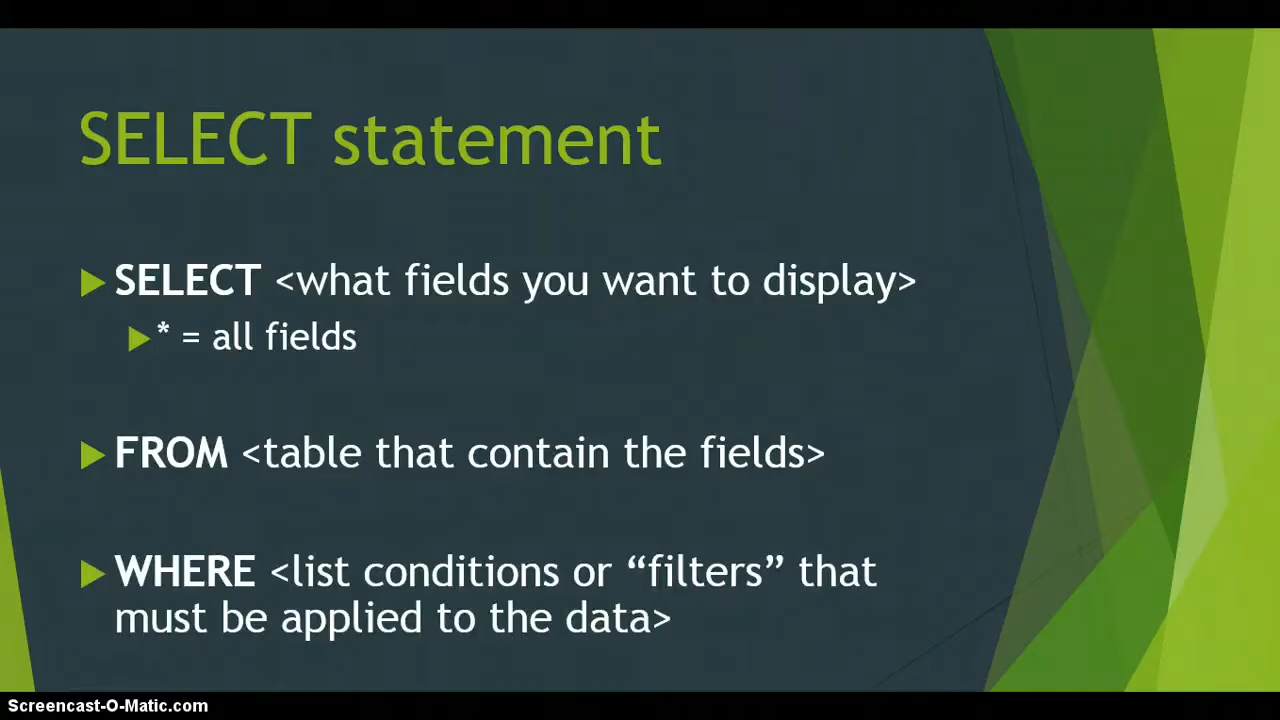 SELECT statement
SELECT <what fields you want to display>
* = all fields
FROM <table that contain the fields>
WHERE <list conditions or “filters” that
must be applied to the data>
Screencast-O-Matic.com